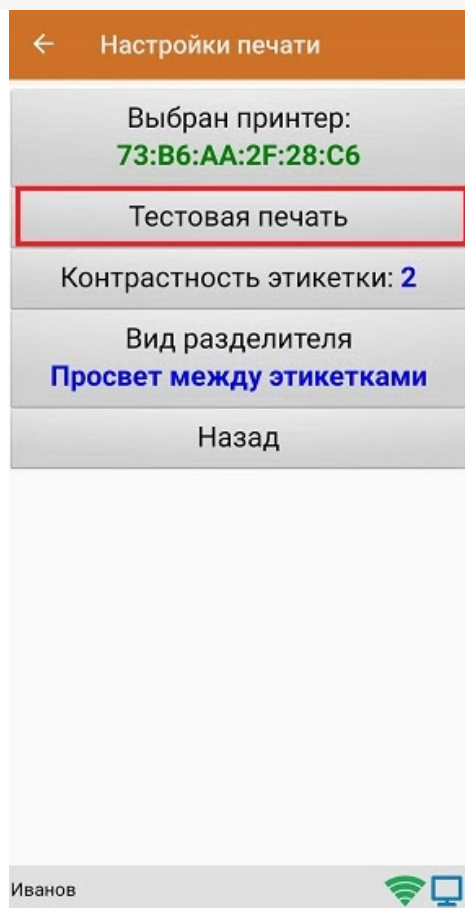 Настройки печати
Выбран принтер:
73:B6:AA:2F:28:C6
Тестовая печать
Контрастность этикетки: 2
Вид разделителя
Просвет между этикетками
Назад
Иванов